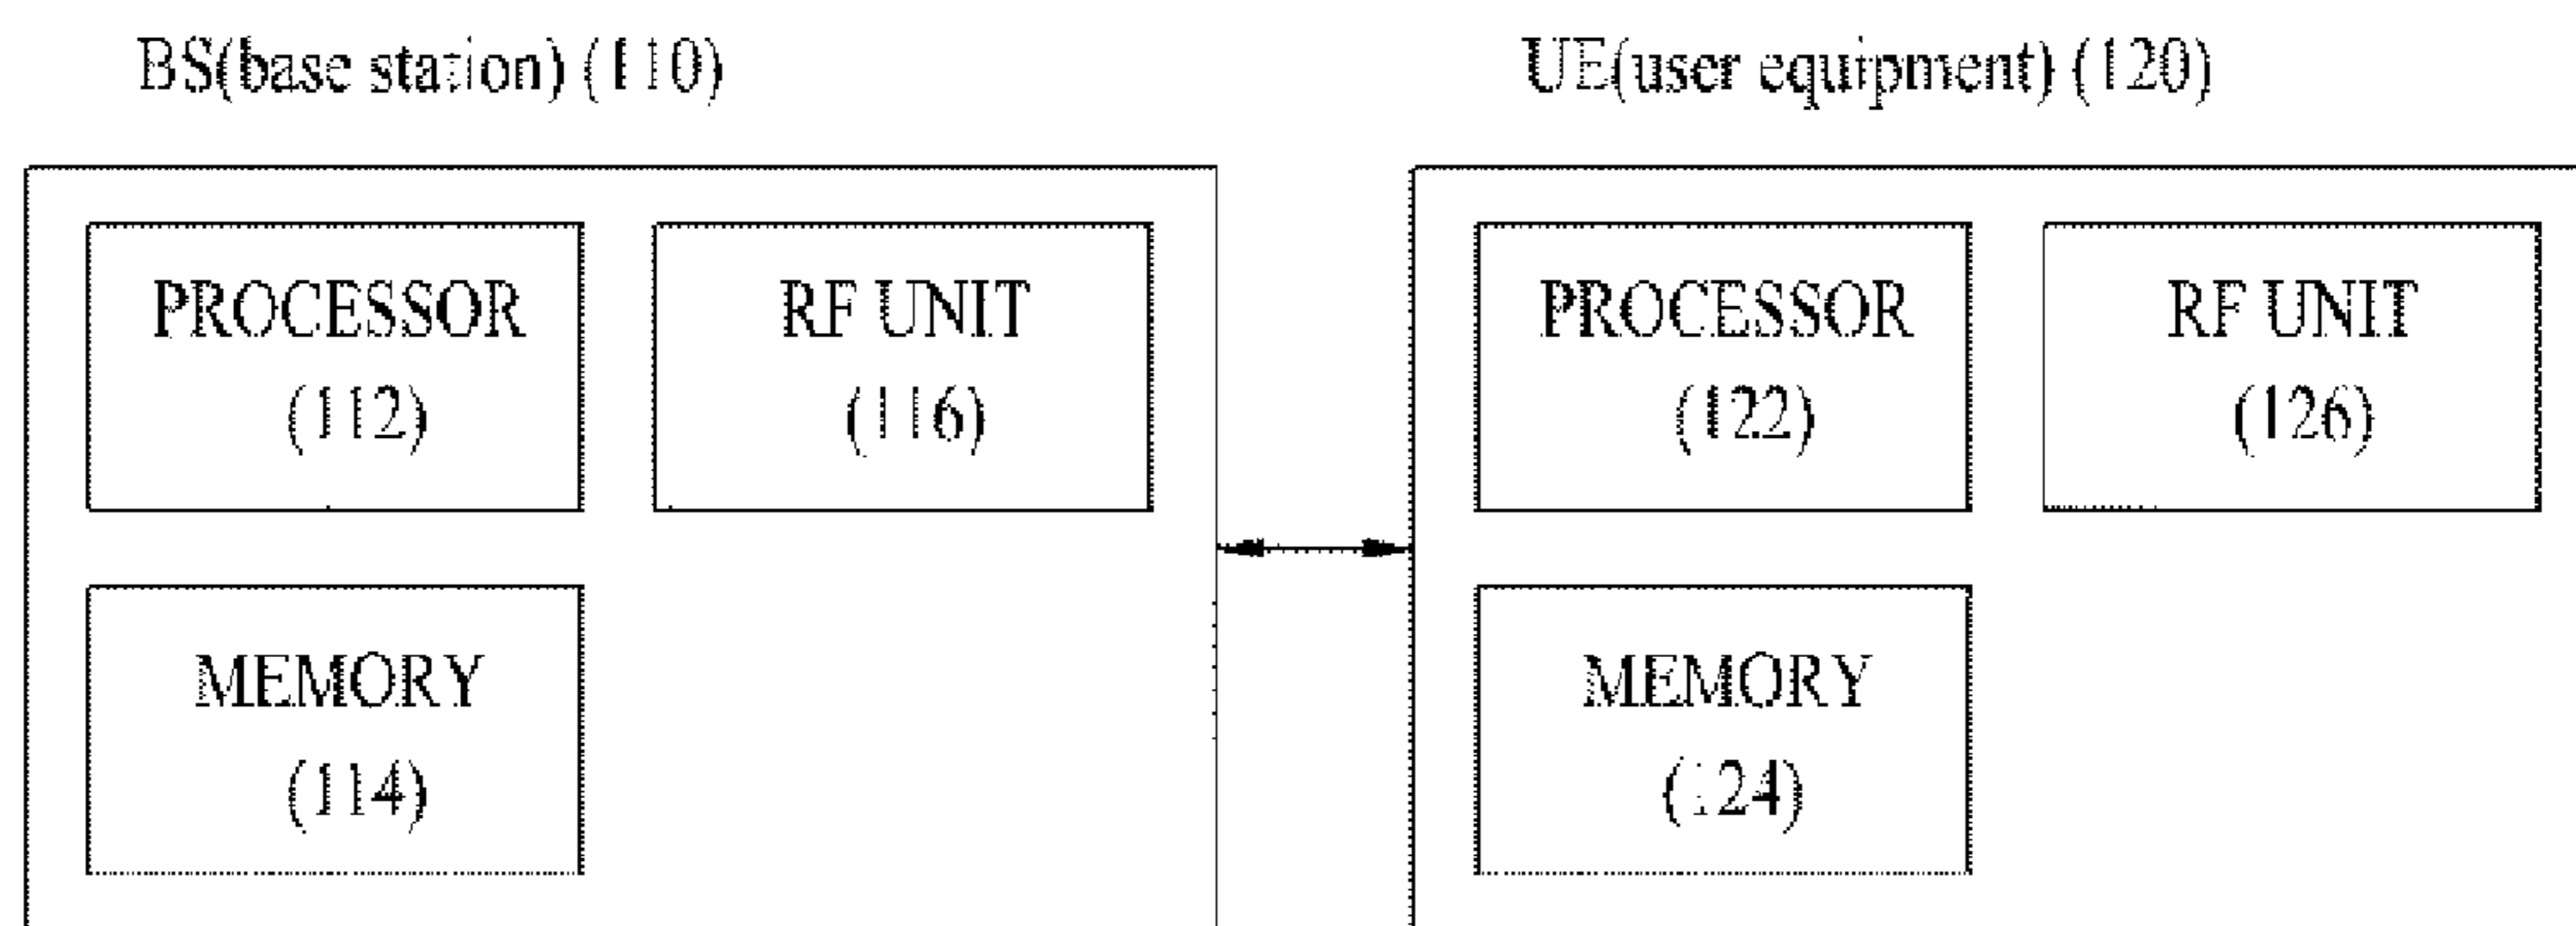 BS(base station) (110)
UE(user equipment) (120)
PROCESSOR
(112)
RF UNIT
(116)
MEMORY
(114)
PROCESSOR
(122)
RF UNIT
(126)
MEMORY
(124)